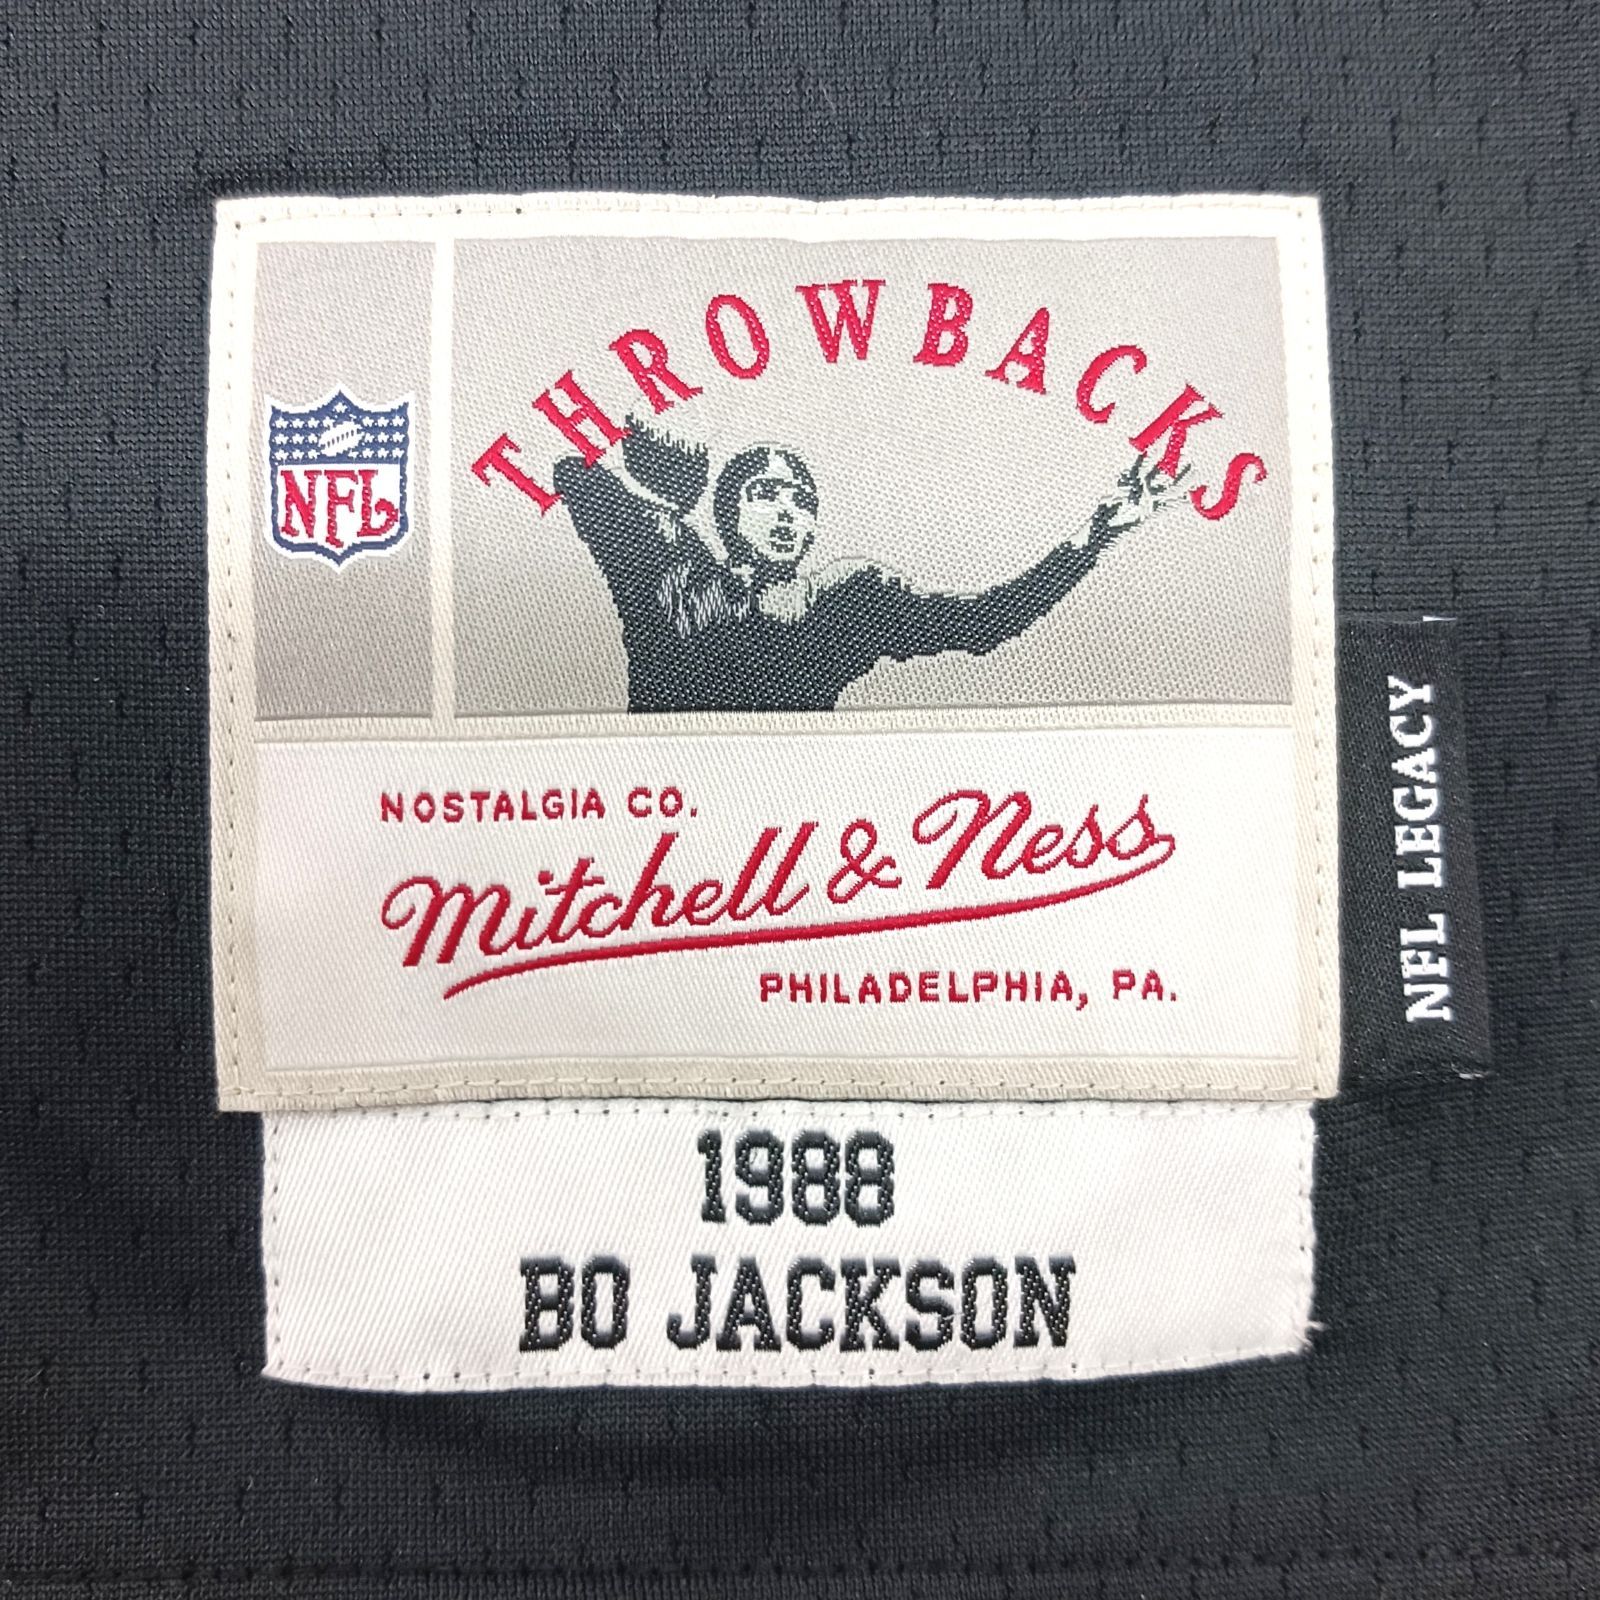 THROWBACKS
NFL
NOSTALGIA CO.
Mitchell & Ness
PHILADELPHIA, PA.
NFL LEGACY
1988
BO JACKSON